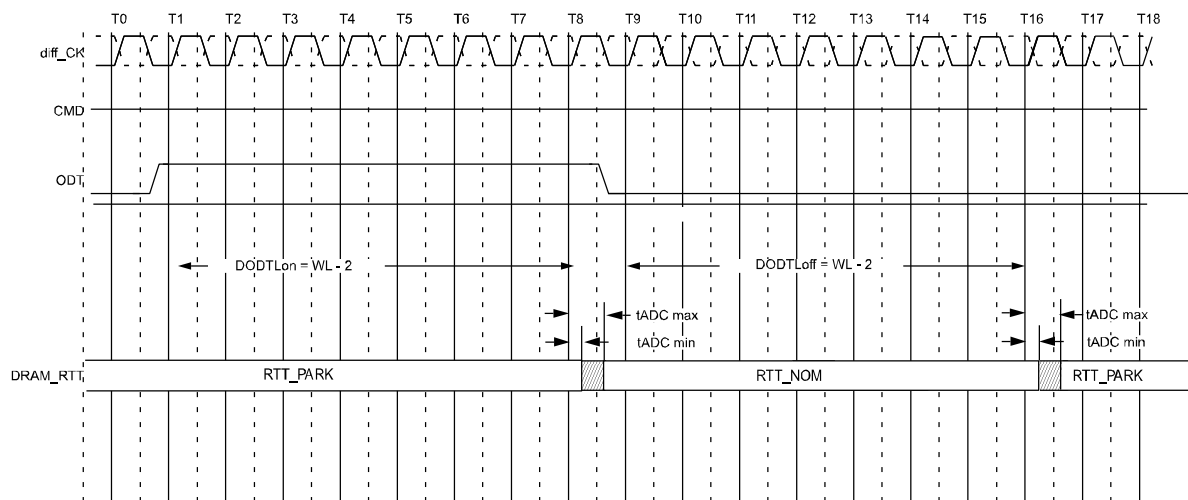 T0 T1 T2 T3 T4 T5 T6 T7 T8 T9 T10 T11 T12 T13 T14 T15 T16 T17 T18
diff_CK
CMD
ODT
DODTLon = WL - 2 DODTLoff = WL - 2
tADC max tADC max
tADC min tADC min
DRAM_RTT RTT_PARK RTT_NOM RTT_PARK